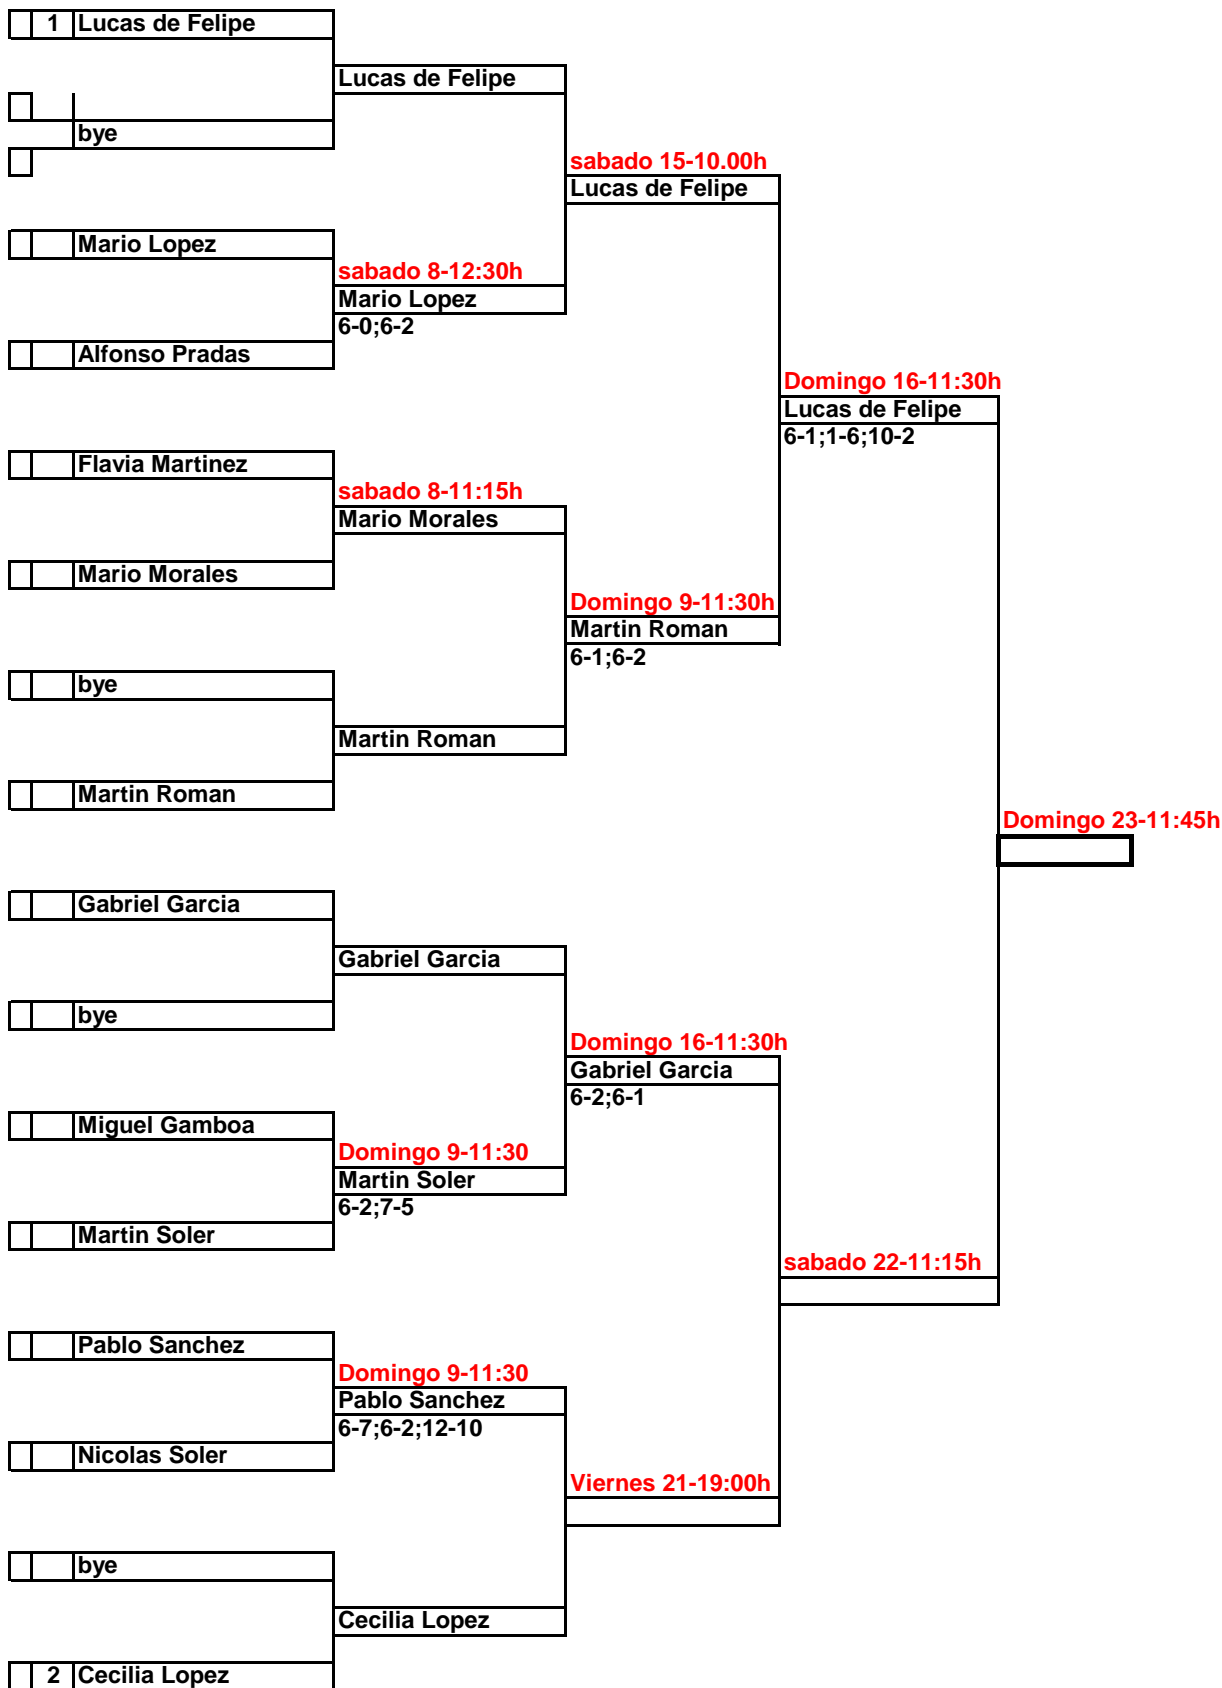 1 Lucas de Felipe
Lucas de Felipe
bye
sabado 15-10.00h
Lucas de Felipe
Mario Lopez
sabado 8-12:30h
Mario Lopez
6-0;6-2
Alfonso Pradas
Domingo 16-11:30h
Lucas de Felipe
6-1;1-6;10-2
Flavia Martinez
sabado 8-11:15h
Mario Morales
Mario Morales
Domingo 9-11:30h
Martin Roman
6-1;6-2
bye
Martin Roman
Martin Roman
Domingo 23-11:45h
Gabriel Garcia
Gabriel Garcia
bye
Domingo 16-11:30h
Gabriel Garcia
6-2;6-1
Miguel Gamboa
Domingo 9-11:30
Martin Soler
6-2;7-5
Martin Soler
sabado 22-11:15h
Pablo Sanchez
Domingo 9-11:30
Pablo Sanchez
6-7;6-2;12-10
Nicolas Soler
Viernes 21-19:00h
bye
Cecilia Lopez
2 Cecilia Lopez